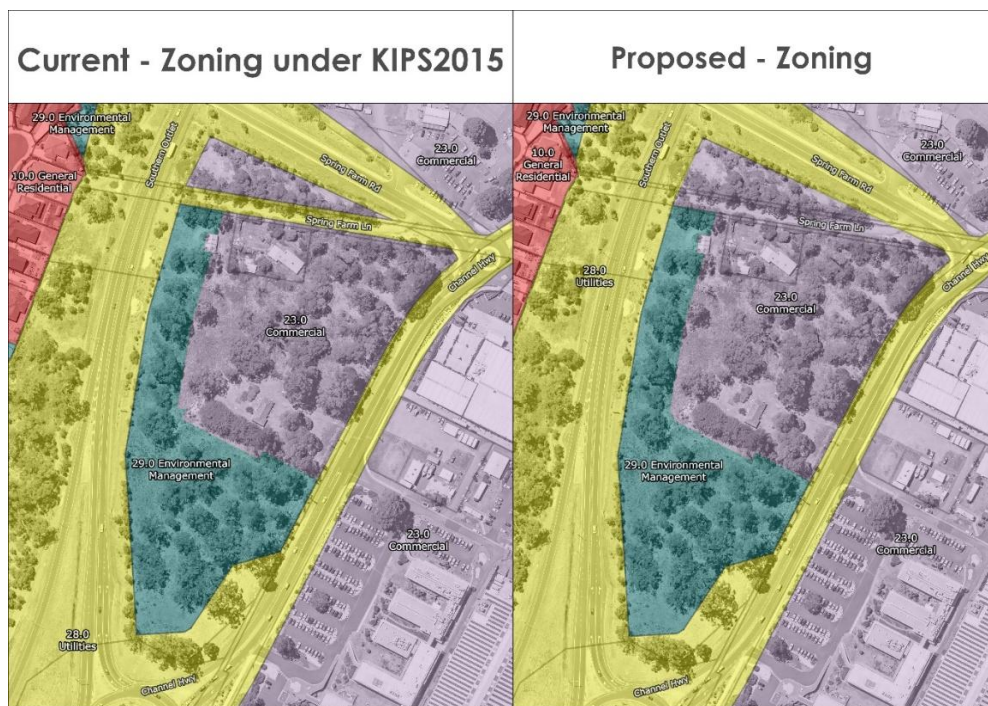 Current - Zoning under KIPS2015
Proposed - Zoning
29.0 Environmental
Management
10.0 General
Residential
Southern Outlet
23.0
Commercial
Spring Farm Rd
Spring Farm Ln
Channel Hwy
23.0
Commercial
29.0 Environmental
Management
23.0
Commercial
28.0
Utilities
Channel Hwy
29.0 Environmental
Management
10.0
General
Residential
Southern Outlet
23.0
Commercial
Spring Farm Rd
Spring Farm Ln
Channel Hwy
28.0
Utilities
23.0
Commercial
29.0 Environmental
Management
23.0
Commercial
Channel Hwy